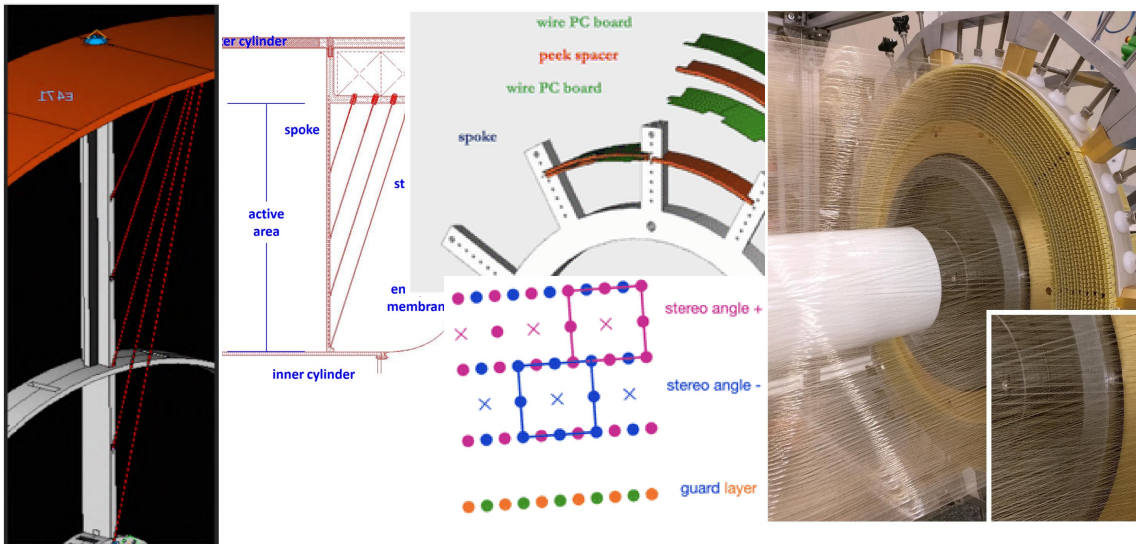 E471
er cylinder
spoke
active
area
st
en
membran
inner cylinder
wire PC board
peek spacer
wire PC board
spoke
stereo angle +
stereo angle -
guard layer